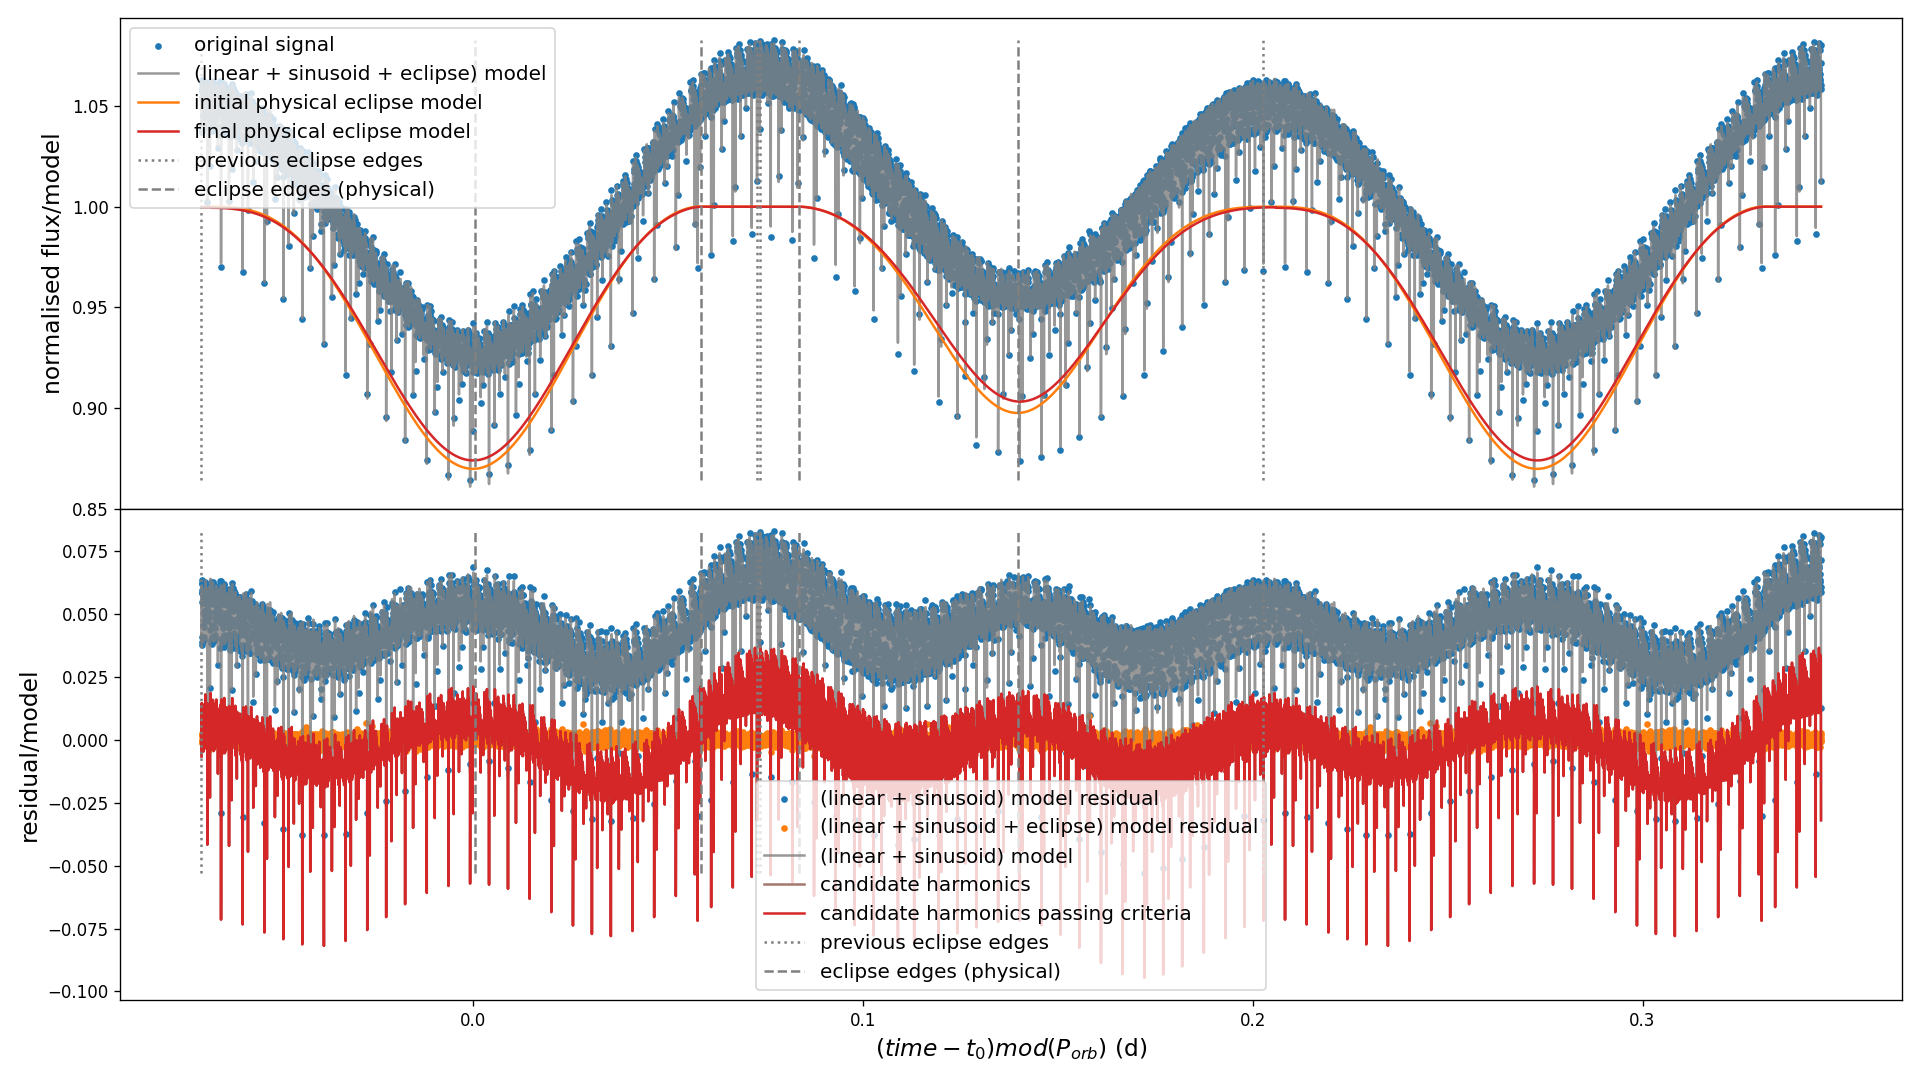 original signal
(linear + sinusoid + eclipse) model
initial physical eclipse model
final physical eclipse model
previous eclipse edges
eclipse edges (physical)
normalised flux/model
1.05
1.00
0.95
0.90
0.85
residual/model
0.075
0.050
0.025
0.000
−0.025
−0.050
−0.075
−0.100
(linear + sinusoid) model residual
(linear + sinusoid + eclipse) model residual
(linear + sinusoid) model
candidate harmonics
candidate harmonics passing criteria
previous eclipse edges
eclipse edges (physical)
0.0 0.1 0.2 0.3
(time − t₀)mod(Pₒᵣb) (d)